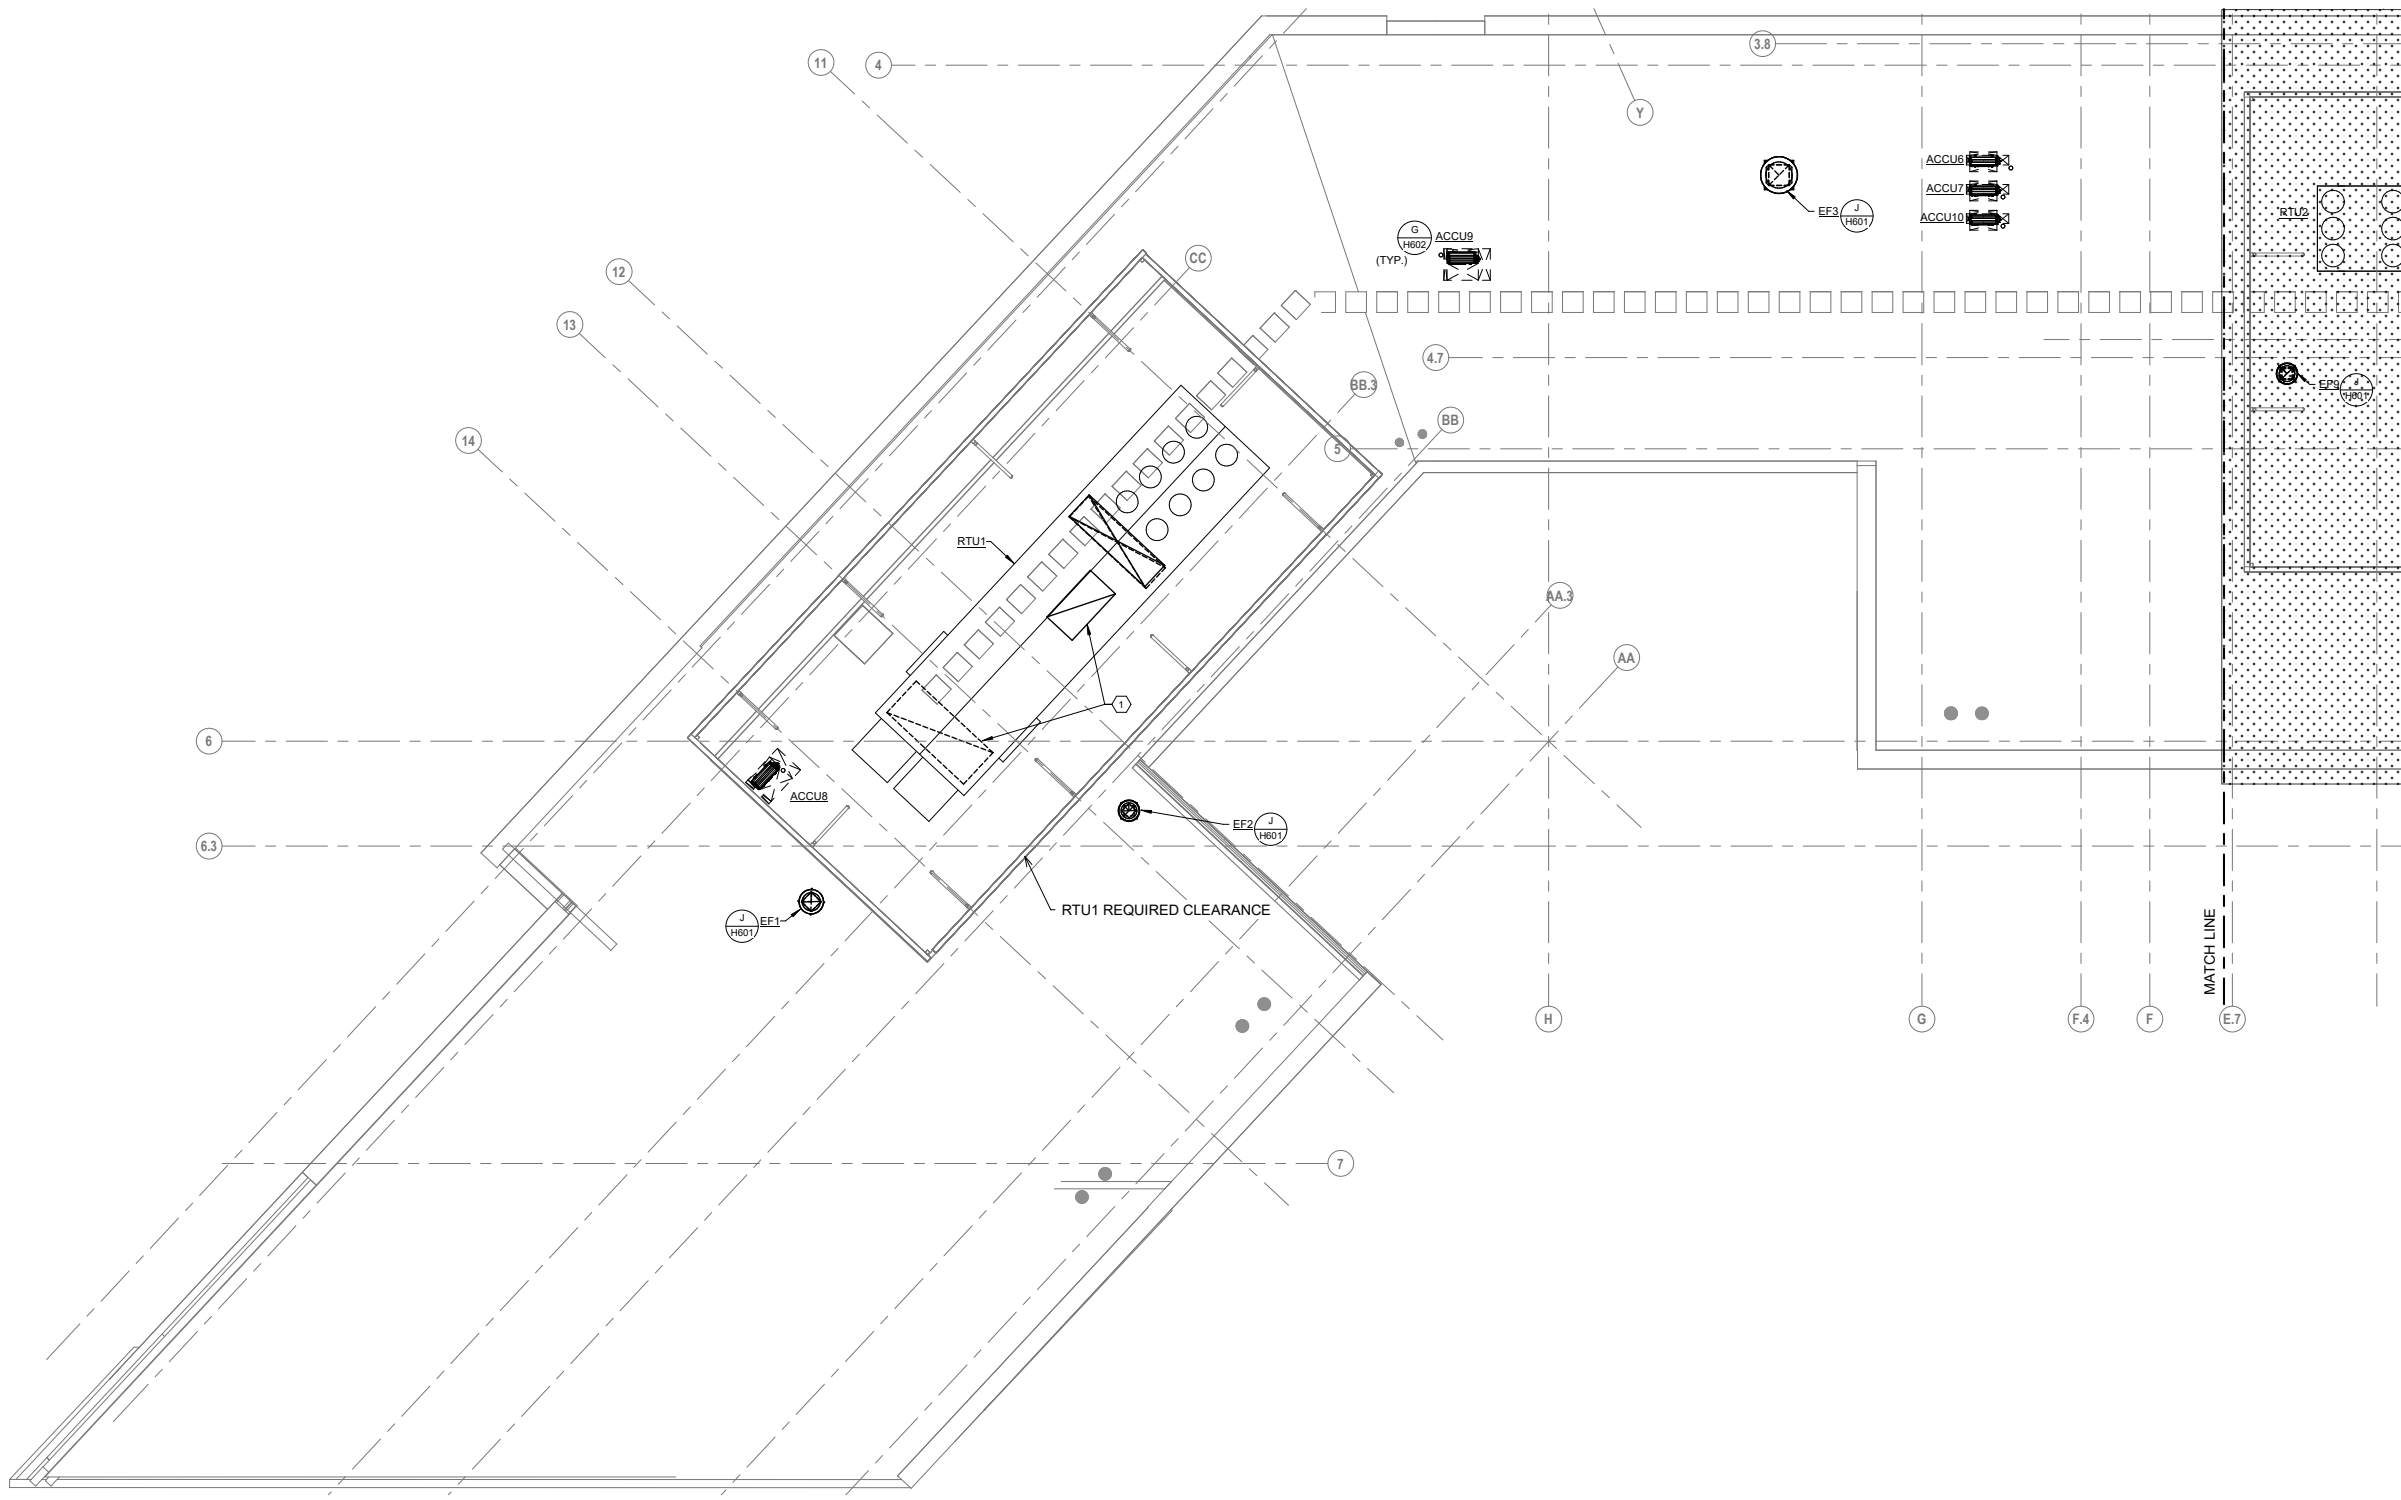 3.8
11
4
Y
ACCU6
ACCU7
ACCU10
EF3
J
H601
RTU2
G
H602
ACCU9
(TYP.)
CC
12
13
4.7
BB.3
EF9
J
H601
BB
5
14
RTU1
AA.3
AA
1
6
ACCU8
EF2
J
H601
6.3
RTU1 REQUIRED CLEARANCE
J
H601
EF1
MATCH LINE
H
G
F.4
F
E.7
7